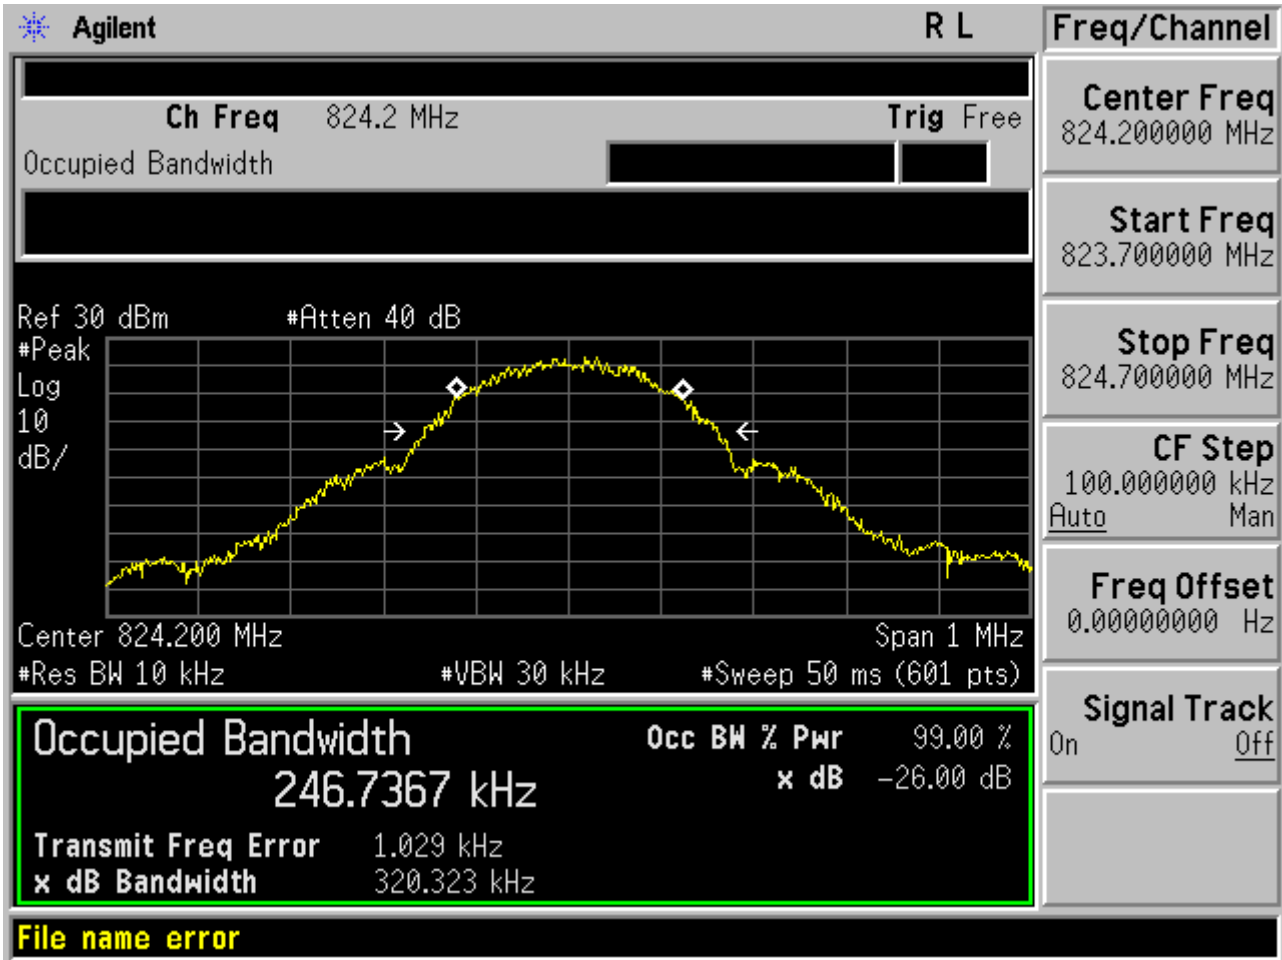 Agilent R L Freq/Channel
Ch Freq 824.2 MHz Trig Free
Occupied Bandwidth
Center Freq
824.200000 MHz
Start Freq
823.700000 MHz
Stop Freq
824.700000 MHz
CF Step
100.000000 kHz
Auto Man
Freq Offset
0.00000000 Hz
Signal Track
On Off
Ref 30 dBm #Atten 40 dB
#Peak
Log
10
dB/
Center 824.200 MHz Span 1 MHz
#Res BW 10 kHz #VBW 30 kHz #Sweep 50 ms (601 pts)
Occupied Bandwidth Occ BW % Pwr 99.00 %
246.7367 kHz x dB -26.00 dB
Transmit Freq Error 1.029 kHz
x dB Bandwidth 320.323 kHz
File name error